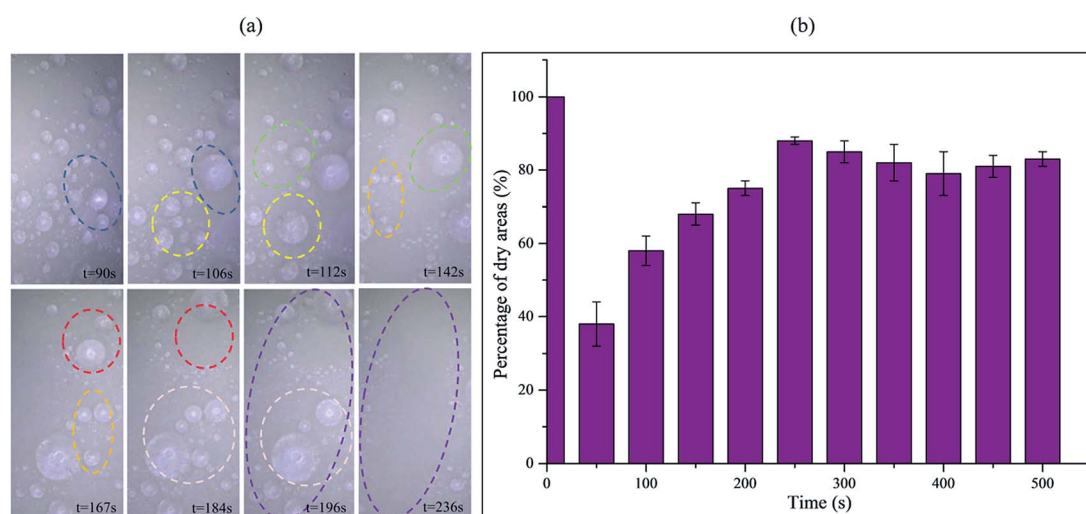 (a)
(b)
t=90s
t=106s
t=112s
t=142s
t=167s
t=184s
t=196s
t=236s
Percentage of dry areas (%)
100
80
60
40
20
0
0
100
200
300
400
500
Time (s)